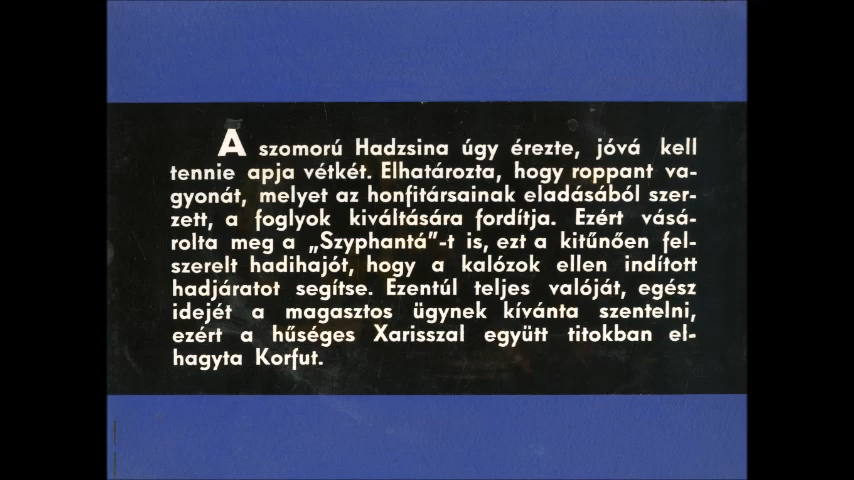 A szomorú Hadzsina úgy érezte, jóvá kell
tennie apja vétkét. Elhatározta, hogy roppant va-
gyonát, melyet az honfitársainak eladásából szer-
zett, a foglyok kiváltására fordítja. Ezért vásá-
rolta meg a „Szyphantá”-t is, ezt a kitűnően fel-
szerelt hadihajót, hogy a kalózok ellen indított
hadjáratot segítse. Ezentúl teljes valóját, egész
idejét a magasztos ügynek kívánta szentelni,
ezért a hűséges Xarisszal együtt titokban el-
hagyta Korfut.